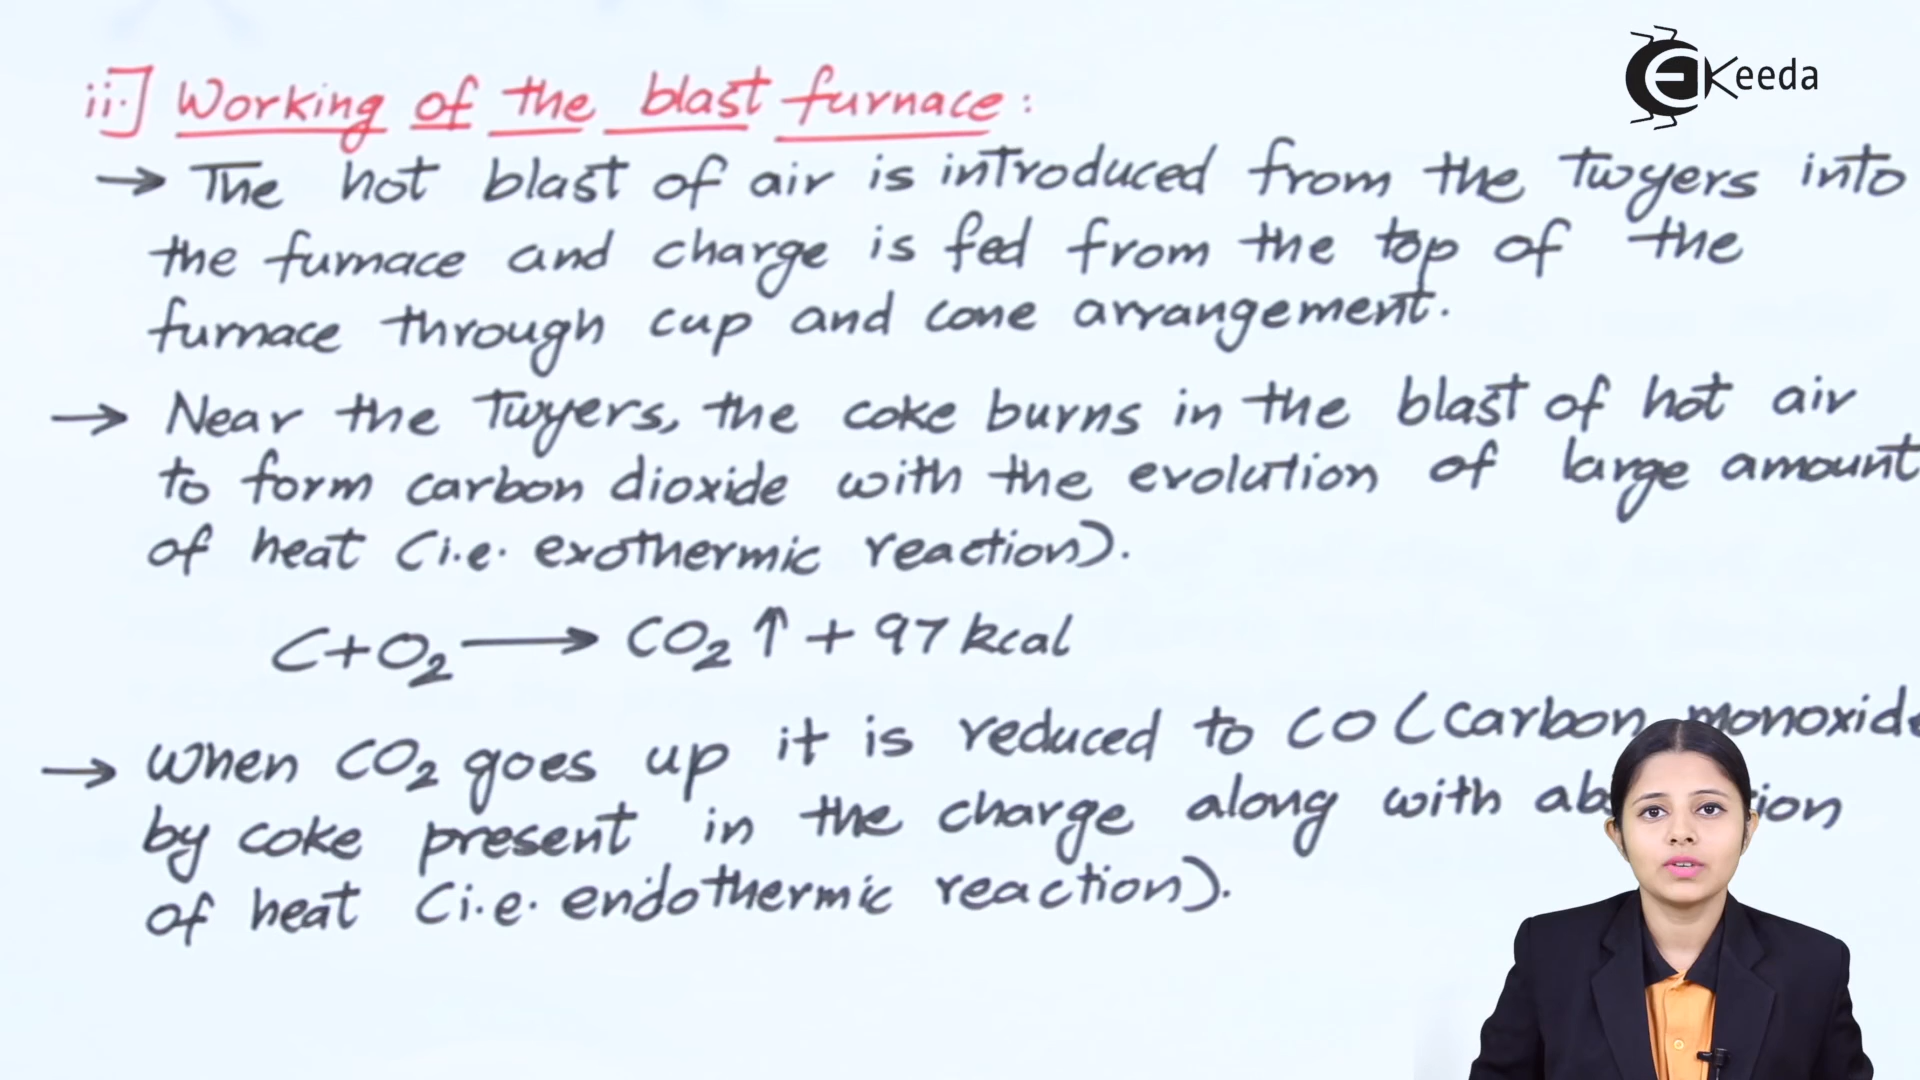 ii.] Working of the blast furnace:
EKeeda
→ The hot blast of air is introduced from the Twyers into
the furnace and charge is fed from the top of the
furnace through cup and cone arrangement.
→ Near the Twyers, the coke burns in the blast of hot air
to form carbon dioxide with the evolution of large amount
of heat (i.e. exothermic reaction).
C+O₂ → CO₂ ↑ + 97 kcal
→ When CO₂ goes up it is reduced to CO (Carbon monoxide
by coke present in the charge along with
of heat (i.e. endothermic reaction).